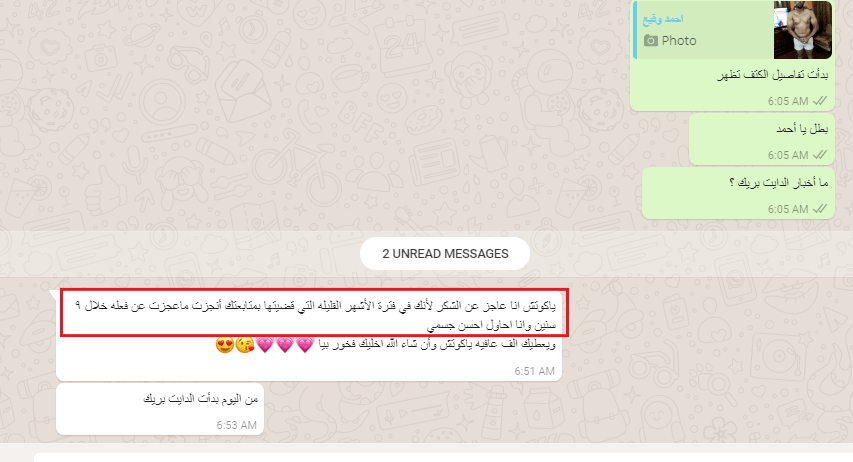 احمد وقيع
Photo
بدأت تفاصيل الكتف تظهر
6:05 AM
بطل يا أحمد
6:05 AM
ما أخبار الدايت بريك ؟
6:05 AM
2 UNREAD MESSAGES
ياكوتش انا عاجز عن الشكر لأنك في فترة الأشهر القليله التي قضيتها بمتابعتك أنجزت ماعجزت عن فعله خلال ٩
سنين وانا احاول احسن جسمي
ويعطيك الف عافيه ياكوتش وأن شاء الله اخليك فخور بيا 💗💗💗😘😍
6:51 AM
من اليوم بدأت الدايت بريك
6:53 AM